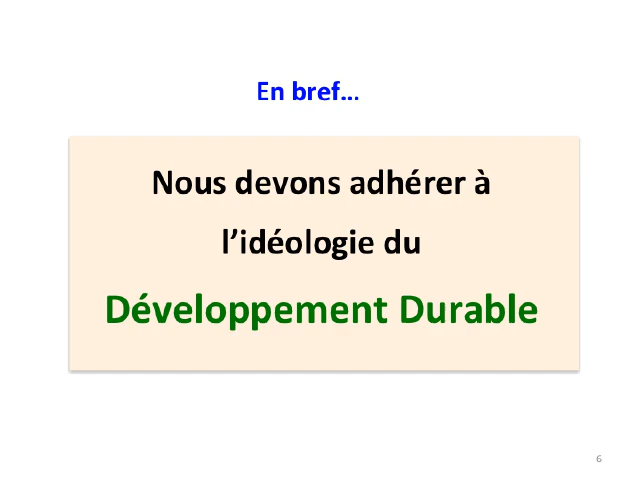 En bref…
Nous devons adhérer à
l’idéologie du
Développement Durable
6